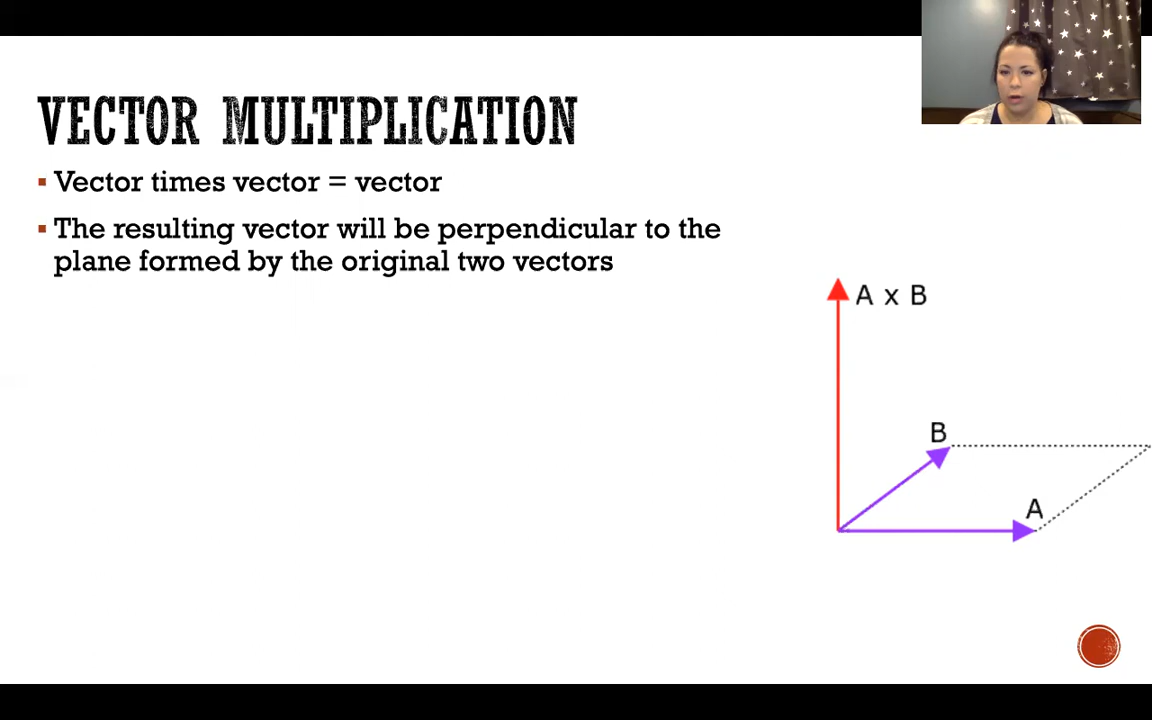 VECTOR MULTIPLICATION
▪ Vector times vector = vector
▪ The resulting vector will be perpendicular to the
plane formed by the original two vectors
A x B
B
A